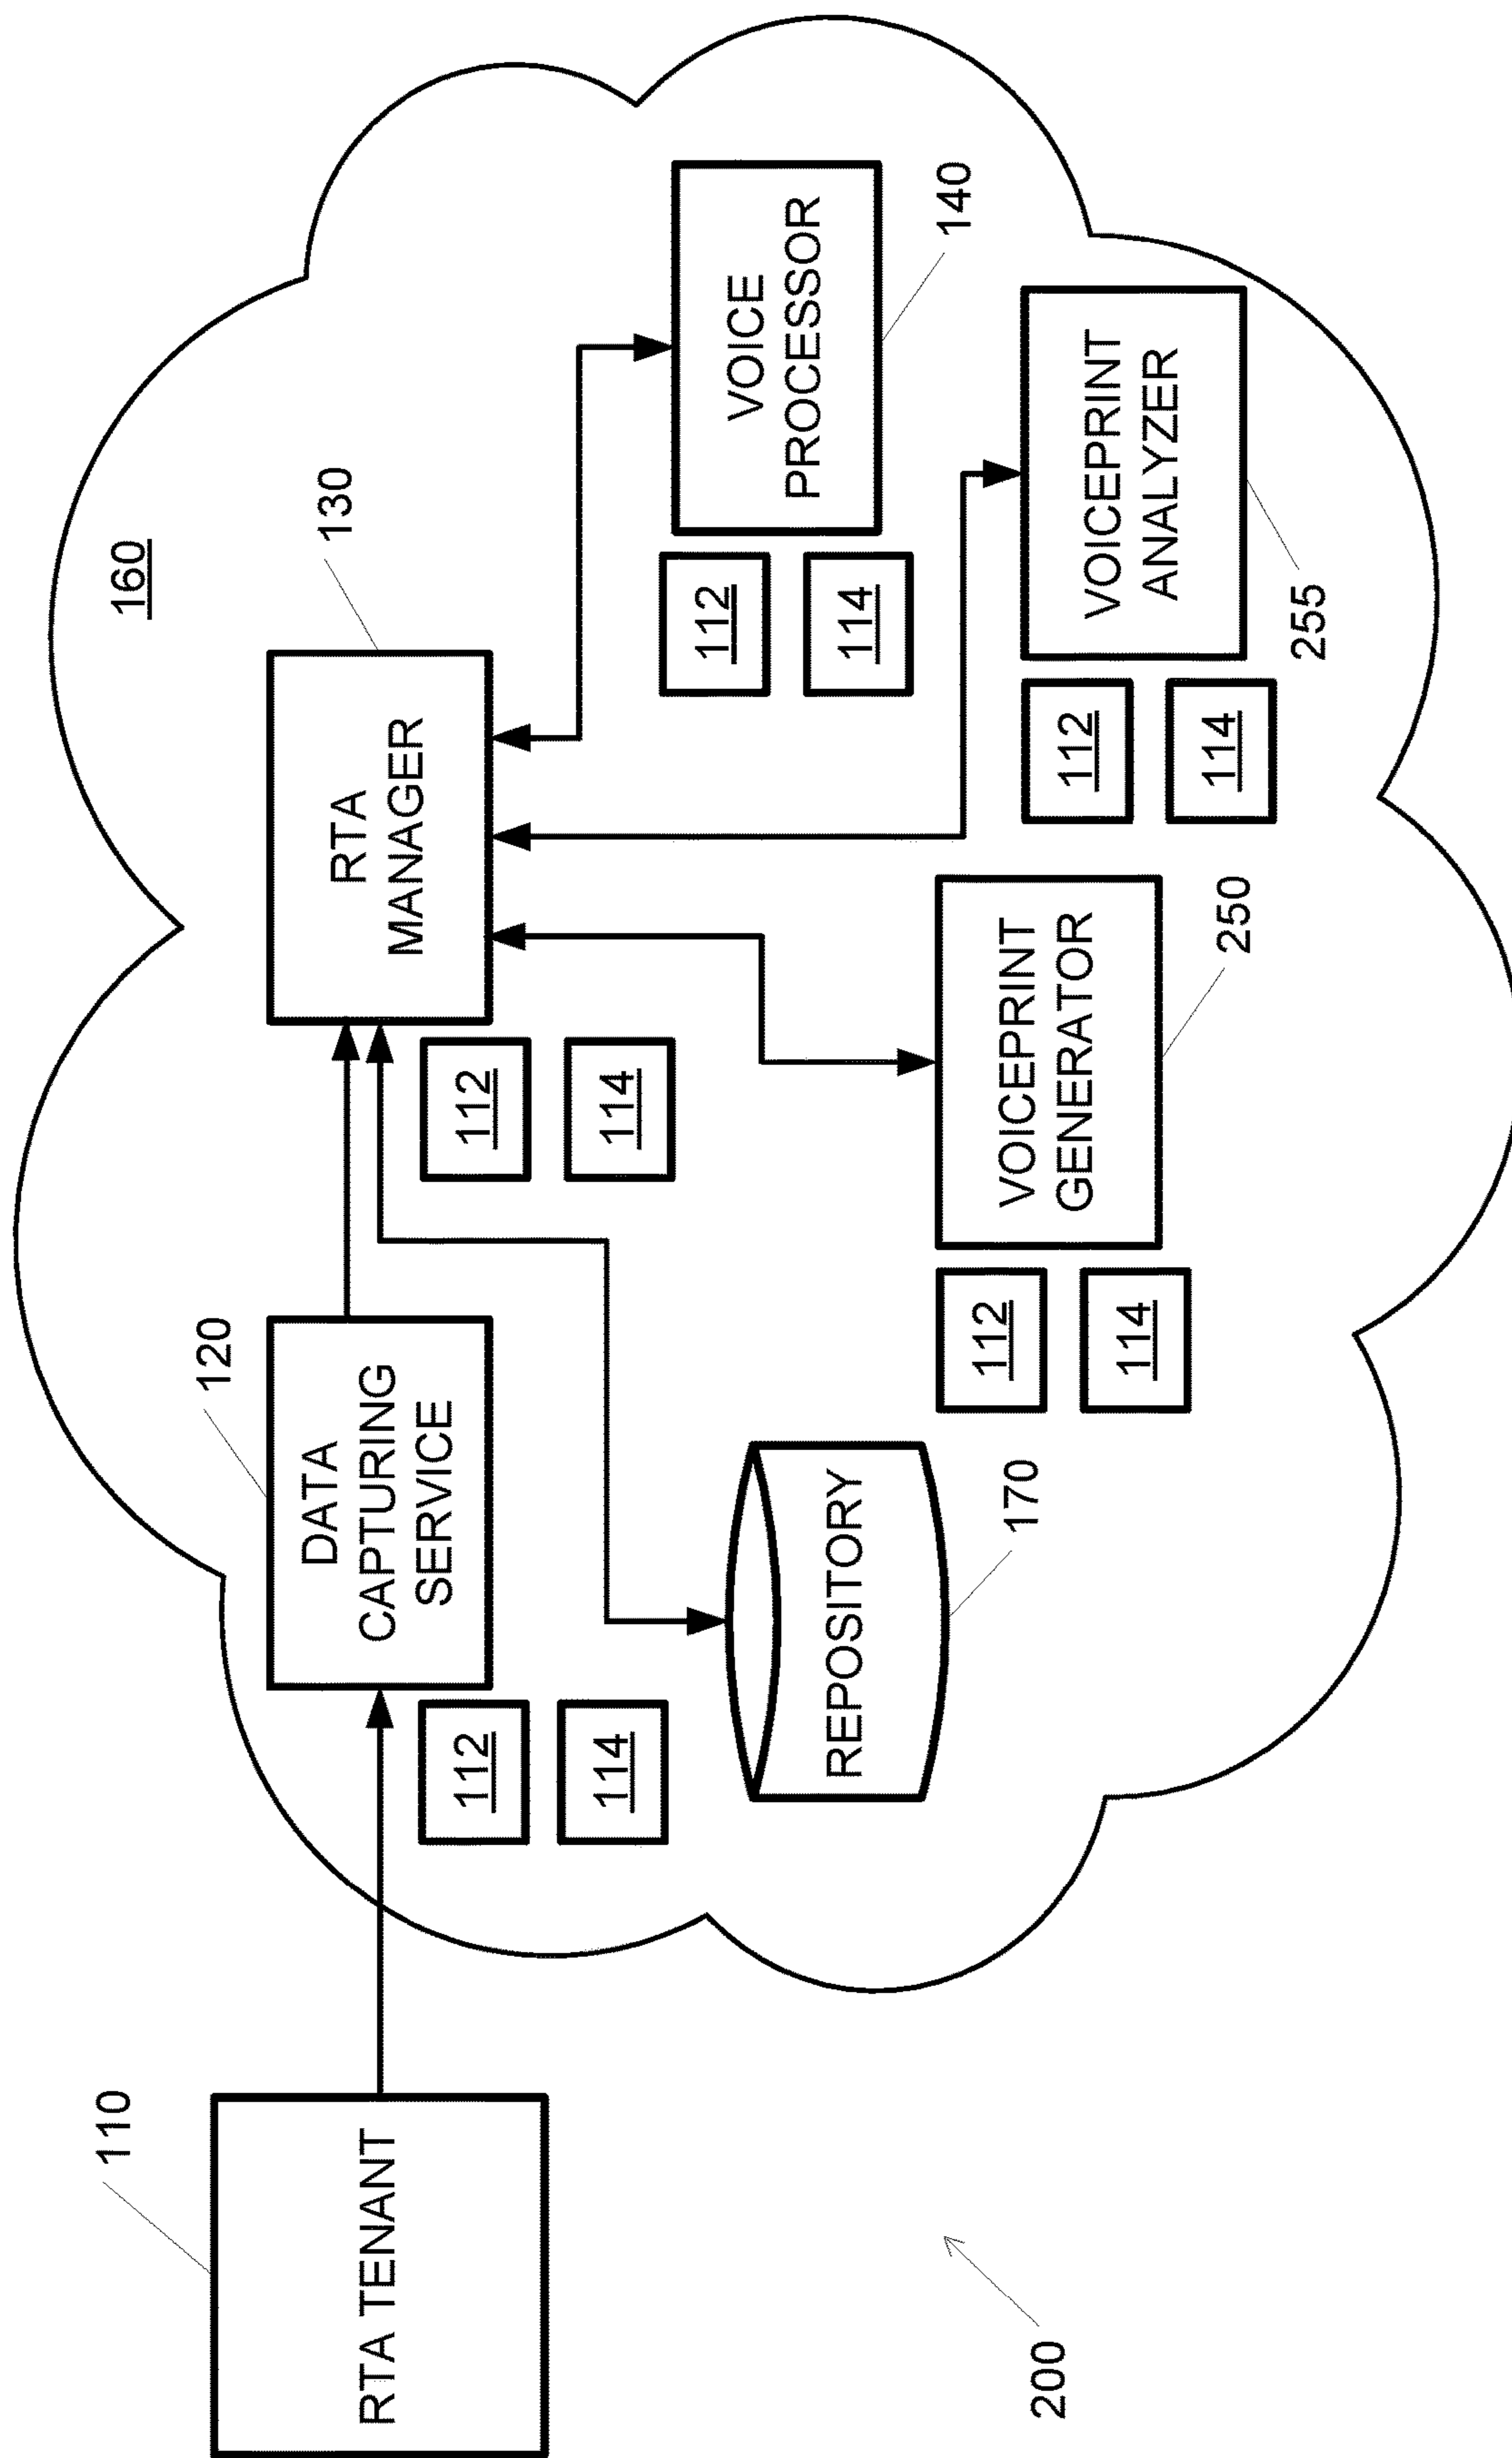 110
RTA TENANT
200
160
120
DATA
CAPTURING
SERVICE
112
114
130
RTA
MANAGER
112
114
REPOSITORY
170
VOICE
PROCESSOR
140
112
114
VOICEPRINT
GENERATOR
250
112
114
VOICEPRINT
ANALYZER
255
112
114